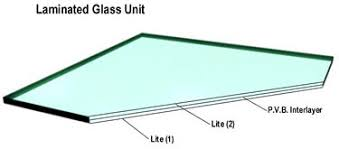 Laminated Glass Unit
P.V.B. Interlayer
Lite (2)
Lite (1)